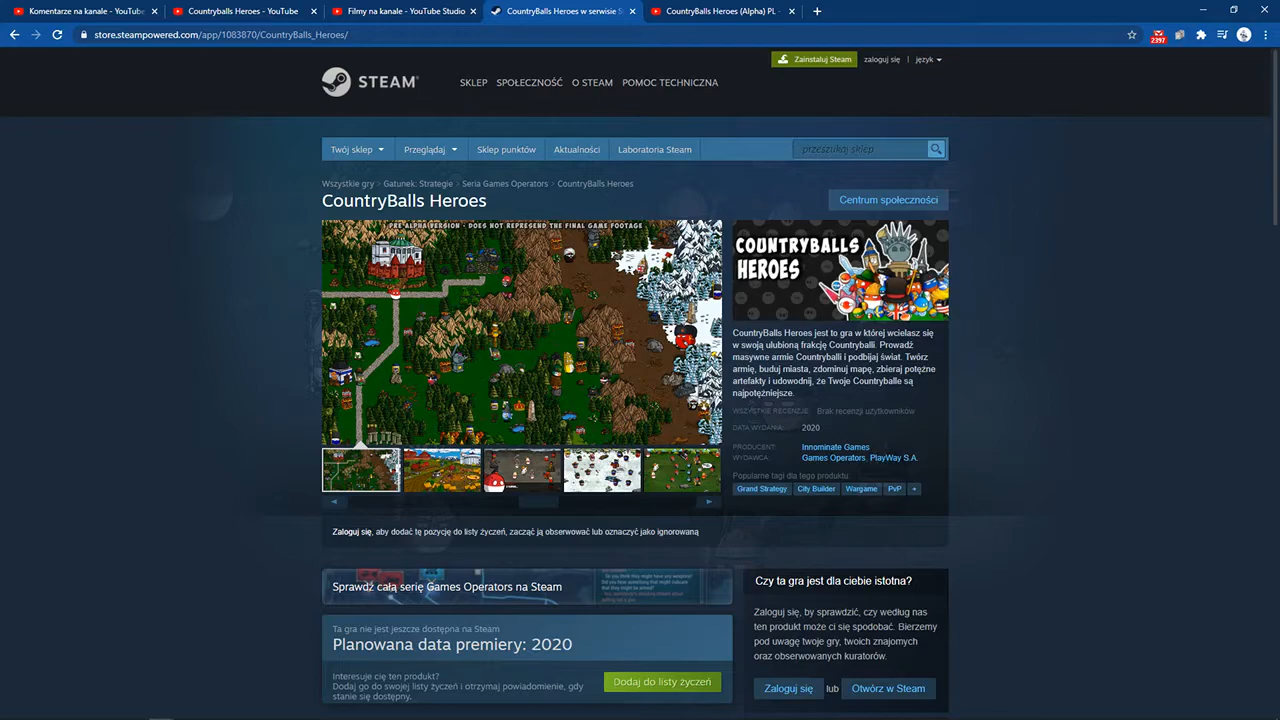 Komentarze na kanale - YouTube
Countryballs Heroes - YouTube
Filmy na kanale - YouTube Studio
CountryBalls Heroes w serwisie S
CountryBalls Heroes (Alpha) PL -
store.steampowered.com/app/1083870/CountryBalls_Heroes/
2397
Zainstaluj Steam
zaloguj się | język
STEAM
SKLEP SPOŁECZNOŚĆ O STEAM POMOC TECHNICZNA
Twój sklep Przeglądaj Sklep punktów Aktualności Laboratoria Steam
przeszukaj sklep
Wszystkie gry > Gatunek: Strategie > Seria Games Operators > CountryBalls Heroes
CountryBalls Heroes
Centrum społeczności
PRE ALPHA VERSION - DOES NOT REPRESEND THE FINAL GAME FOOTAGE
COUNTRYBALLS
HEROES
CountryBalls Heroes jest to gra w której wcielasz się
w swoją ulubioną frakcję Countryballi. Prowadź
masywne armie Countryballi i podbijaj świat. Twórz
armię, buduj miasta, zdominuj mapę, zbieraj potężne
artefakty i udowodnij, że Twoje Countryballe są
najpotężniejsze.
WSZYSTKIE RECENZJE: Brak recenzji użytkowników
DATA WYDANIA: 2020
PRODUCENT: Innominate Games
WYDAWCA: Games Operators, PlayWay S.A.
Popularne tagi dla tego produktu:
Grand Strategy City Builder Wargame PvP +
Zaloguj się, aby dodać tę pozycję do listy życzeń, zacząć ją obserwować lub oznaczyć jako ignorowaną
Sprawdź całą serię Games Operators na Steam
Czy ta gra jest dla ciebie istotna?
Zaloguj się, by sprawdzić, czy według nas
ten produkt może ci się spodobać. Bierzemy
pod uwagę twoje gry, twoich znajomych
oraz obserwowanych kuratorów.
Zaloguj się lub Otwórz w Steam
Ta gra nie jest jeszcze dostępna na Steam
Planowana data premiery: 2020
Interesuje cię ten produkt?
Dodaj go do swojej listy życzeń i otrzymaj powiadomienie, gdy
stanie się dostępny.
Dodaj do listy życzeń